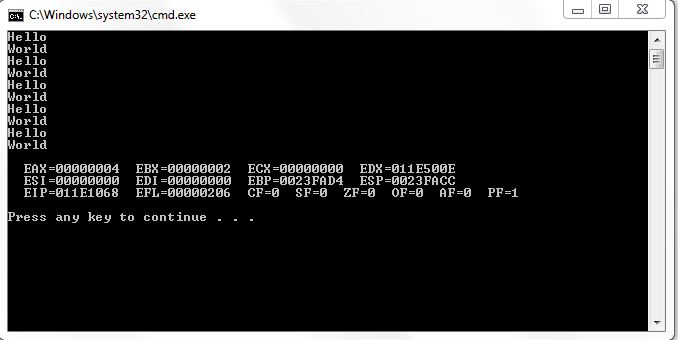 C:\Windows\system32\cmd.exe
Hello
World
Hello
World
Hello
World
Hello
World
Hello
World
EAX=00000004 EBX=00000002 ECX=00000000 EDX=011E500E
ESI=00000000 EDI=00000000 EBP=0023FAD4 ESP=0023FACC
EIP=011E1068 EFL=00000206 CF=0 SF=0 ZF=0 OF=0 AF=0 PF=1
Press any key to continue . . .